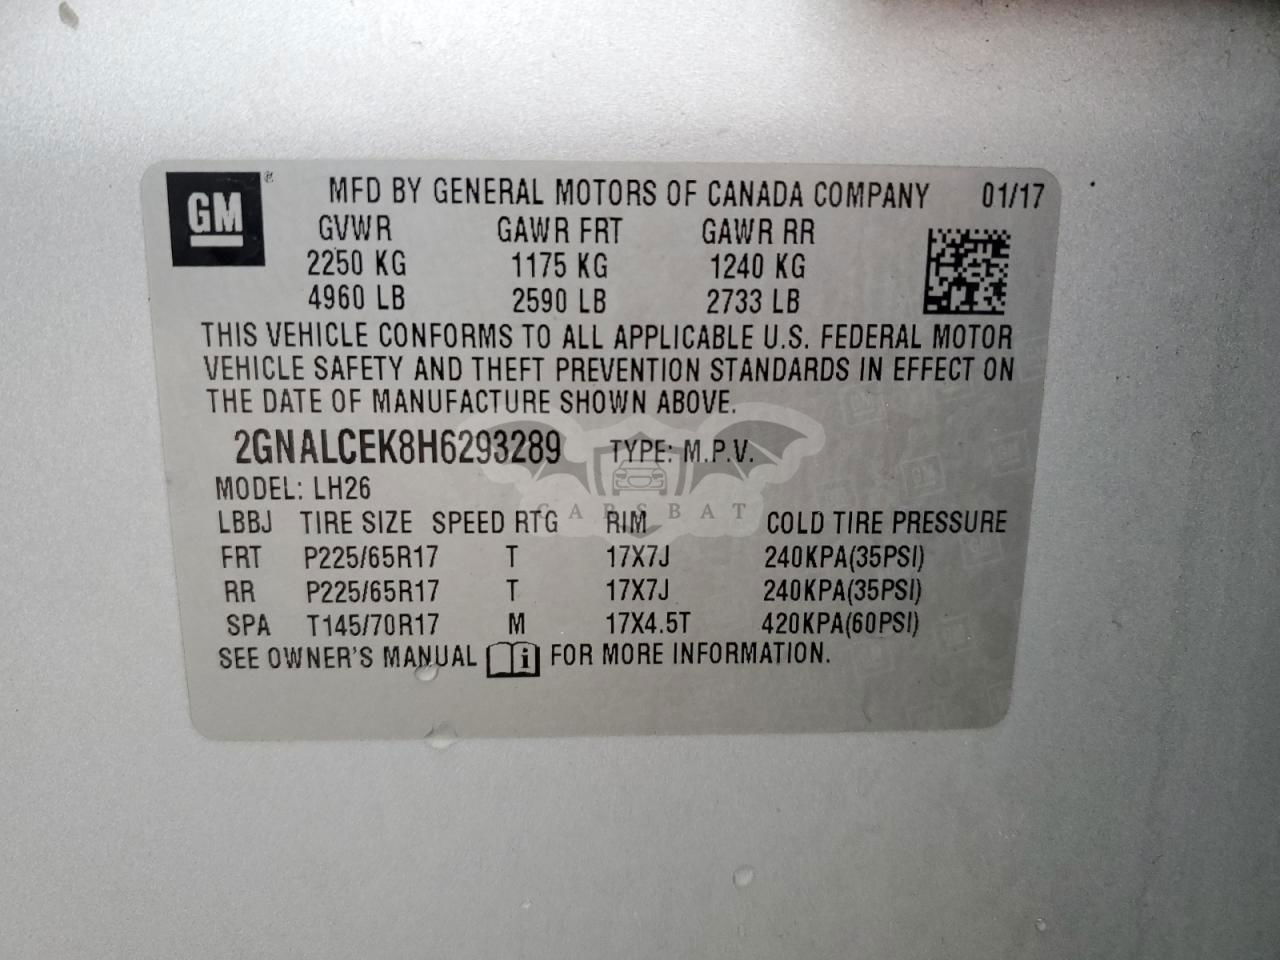 GM ® MFD BY GENERAL MOTORS OF CANADA COMPANY 01/17
GVWR GAWR FRT GAWR RR
2250 KG 1175 KG 1240 KG
4960 LB 2590 LB 2733 LB
THIS VEHICLE CONFORMS TO ALL APPLICABLE U.S. FEDERAL MOTOR
VEHICLE SAFETY AND THEFT PREVENTION STANDARDS IN EFFECT ON
THE DATE OF MANUFACTURE SHOWN ABOVE.
2GNALCEK8H6293289 TYPE: M.P.V.
MODEL: LH26
CARSBAT
LBBJ TIRE SIZE SPEED RTG RIM COLD TIRE PRESSURE
FRT P225/65R17 T 17X7J 240KPA(35PSI)
RR P225/65R17 T 17X7J 240KPA(35PSI)
SPA T145/70R17 M 17X4.5T 420KPA(60PSI)
SEE OWNER'S MANUAL i FOR MORE INFORMATION.